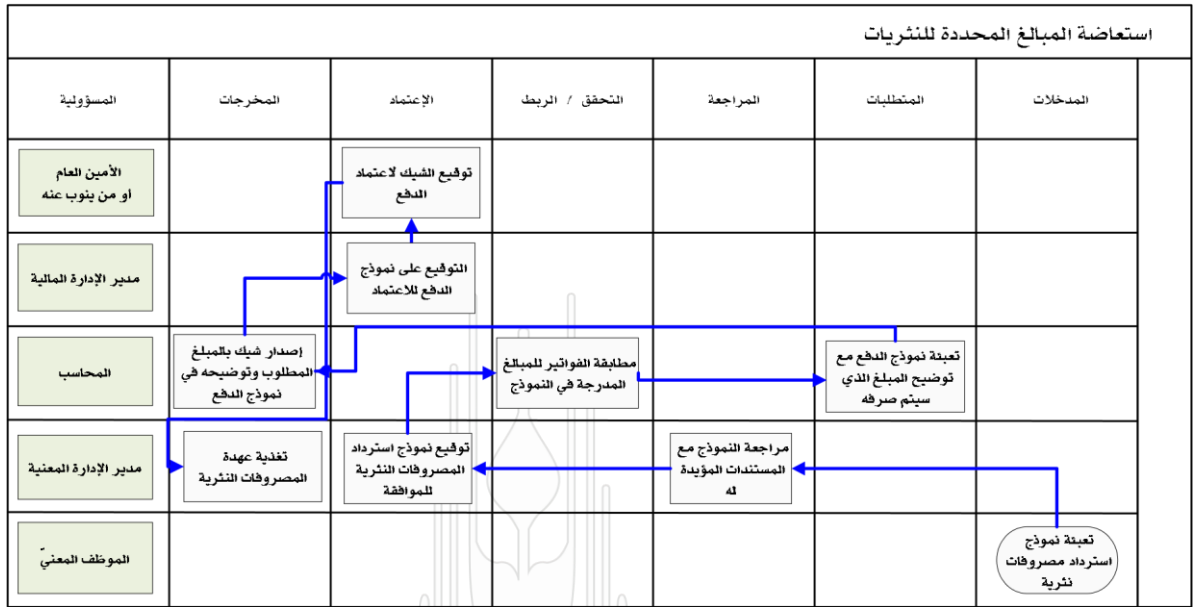 استعاضة المبالغ المحددة للنثريات
المدخلات
المتطلبات
المراجعة
التحقق / الربط
الإعتماد
المخرجات
المسؤولية
توقيع الشيك لاعتماد
الدفع
الأمين العام
او من ينوب عنه
التوقيع على نموذج
الدفع للاعتماد
مدير الإدارة المالية
تعبئة نموذج الدفع مع
توضيح المبلغ الذي
سيتم صرفه
مطابقة الفواتير للمبالغ
المدرجة في النموذج
إصدار شيك بالمبلغ
المطلوب وتوضيحه في
نموذج الدفع
المحاسب
مراجعة النموذج مع
المستندات المؤيدة
له
توقيع نموذج استرداد
المصروفات النثرية
للموافقة
تغذية عهدة
المصروفات النثرية
مدير الإدارة المعنية
تعبئة نموذج
استرداد مصروفات
نثرية
الموظف المعنيّ